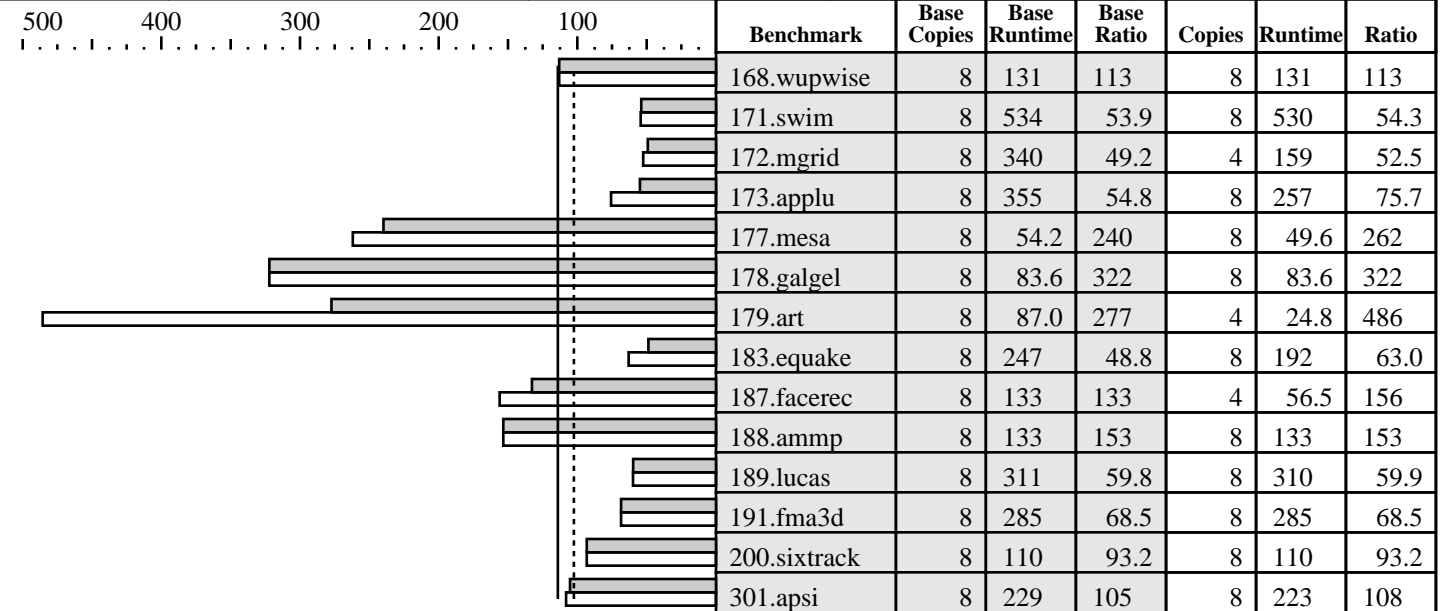 500 400 300 200 100
Benchmark Base Copies Base Runtime Base Ratio Copies Runtime Ratio
168.wupwise 8 131 113 8 131 113
171.swim 8 534 53.9 8 530 54.3
172.mgrid 8 340 49.2 4 159 52.5
173.applu 8 355 54.8 8 257 75.7
177.mesa 8 54.2 240 8 49.6 262
178.galgel 8 83.6 322 8 83.6 322
179.art 8 87.0 277 4 24.8 486
183.equake 8 247 48.8 8 192 63.0
187.facerec 8 133 133 4 56.5 156
188.ammp 8 133 153 8 133 153
189.lucas 8 311 59.8 8 310 59.9
191.fma3d 8 285 68.5 8 285 68.5
200.sixtrack 8 110 93.2 8 110 93.2
301.apsi 8 229 105 8 223 108